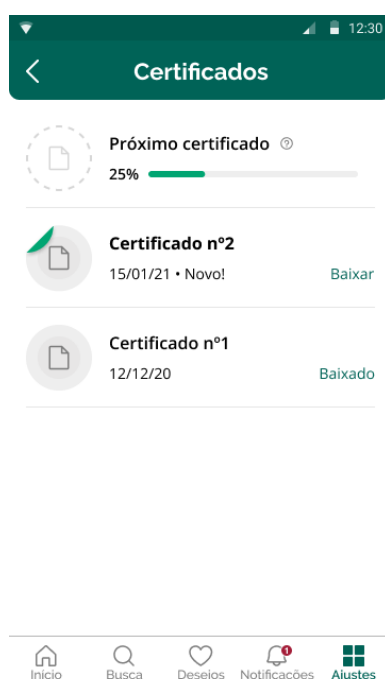 12:30
Certificados
Próximo certificado
25%
Certificado nº2
15/01/21 • Novo!
Baixar
Certificado nº1
12/12/20
Baixado
1
Início
Busca
Desejos
Notificações
Ajustes